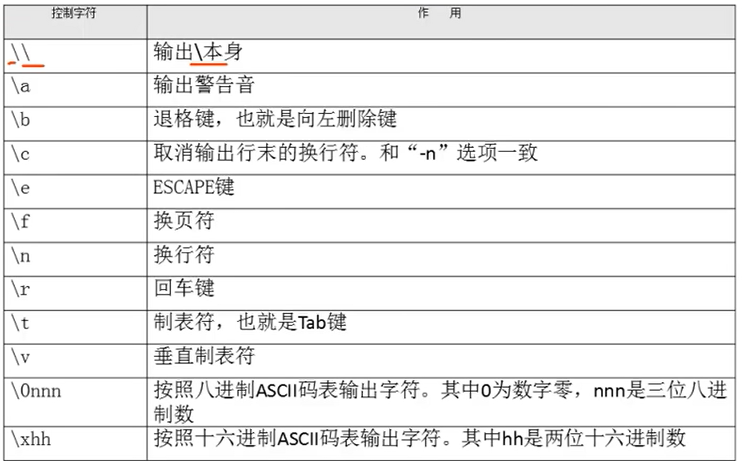 控制字符 作 用
\\ 输出\本身
\a 输出警告音
\b 退格键，也就是向左删除键
\c 取消输出行末的换行符。和“-n”选项一致
\e ESCAPE键
\f 换页符
\n 换行符
\r 回车键
\t 制表符，也就是Tab键
\v 垂直制表符
\0nnn 按照八进制ASCII码表输出字符。其中0为数字零，nnn是三位八进
制数
\xhh 按照十六进制ASCII码表输出字符。其中hh是两位十六进制数